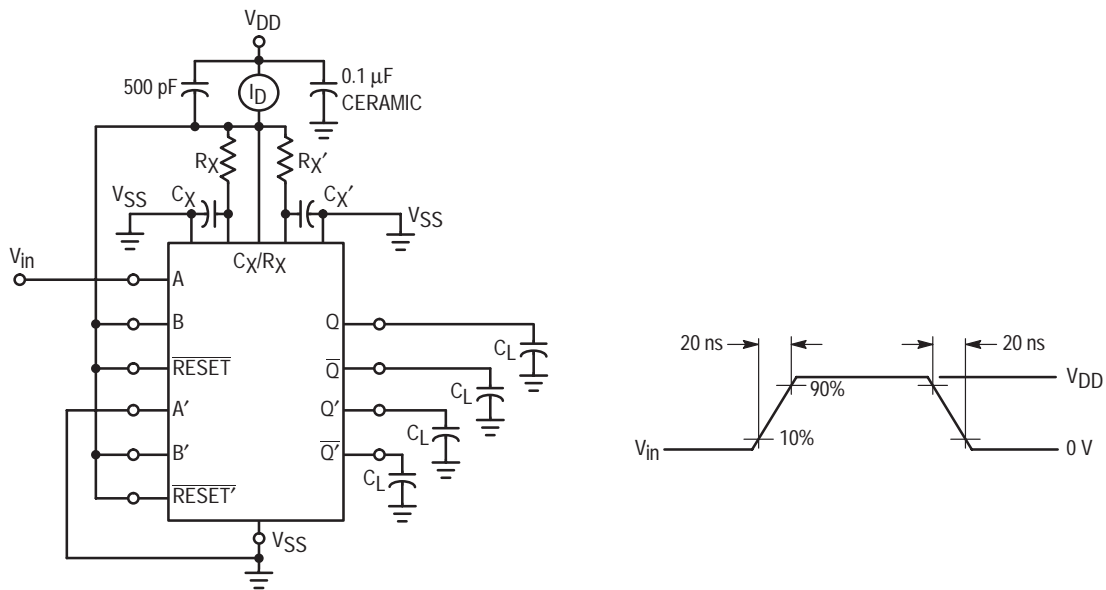 VDD
500 pF
ID
0.1 µF
CERAMIC
RX
RX′
VSS
CX
CX′
VSS
Vin
CX/RX
A
B
RESET
A′
B′
RESET′
Q
Q
Q′
Q′
CL
CL
CL
CL
VSS
20 ns
20 ns
90%
10%
VDD
Vin
0 V